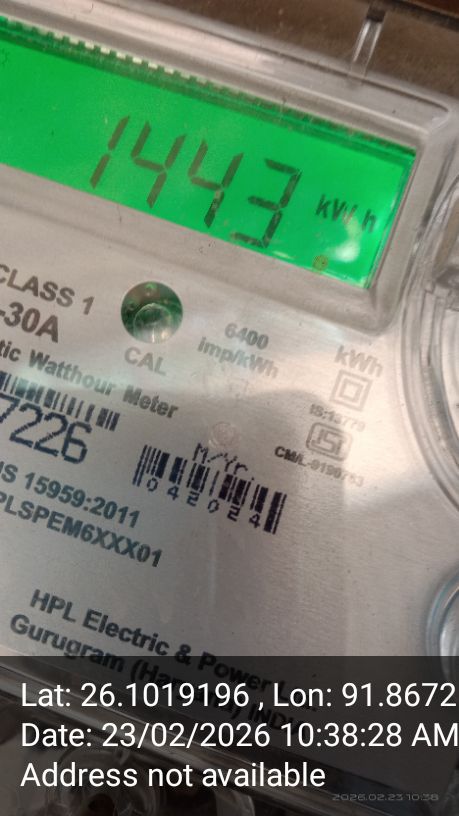 1443 kWh
CLASS 1
-30A
CAL
6400
imp/kWh
kWh
tic Watthour Meter
IS:13779
7226
M/Yr.
042024
IS 15959:2011
PLSPEM6XXX01
HPL Electric & Power
Gurugram
Lat: 26.1019196 , Lon: 91.8672
Date: 23/02/2026 10:38:28 AM
Address not available
2026.02.23 10:38